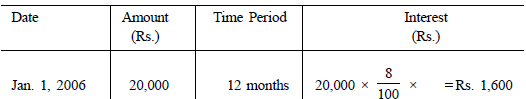 Date Amount Time Period Interest
(Rs.) (Rs.)
Jan. 1, 2006 20,000 12 months 20,000 × 8/100 × =Rs. 1,600